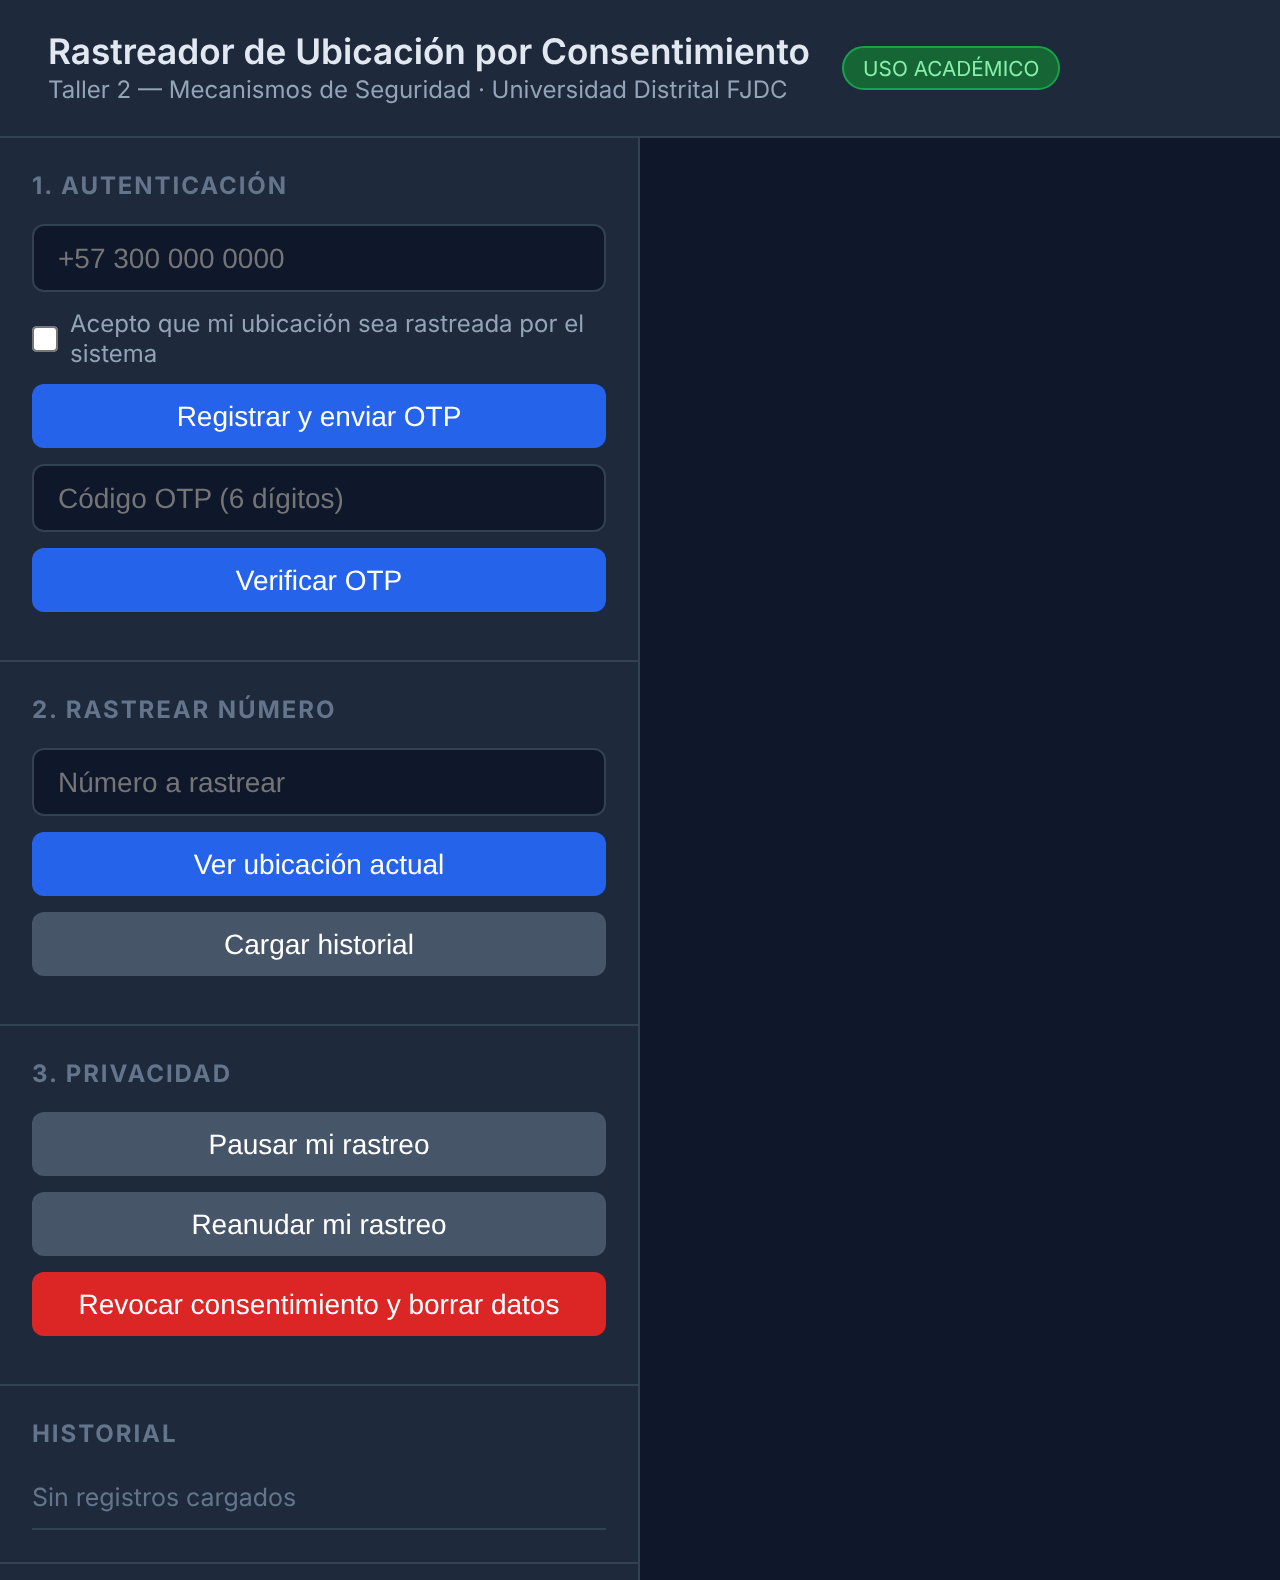 Rastreador de Ubicación por Consentimiento
Taller 2 — Mecanismos de Seguridad · Universidad Distrital FJDC
USO ACADÉMICO
1. AUTENTICACIÓN
+57 300 000 0000
Acepto que mi ubicación sea rastreada por el
sistema
Registrar y enviar OTP
Código OTP (6 dígitos)
Verificar OTP
2. RASTREAR NÚMERO
Número a rastrear
Ver ubicación actual
Cargar historial
3. PRIVACIDAD
Pausar mi rastreo
Reanudar mi rastreo
Revocar consentimiento y borrar datos
HISTORIAL
Sin registros cargados